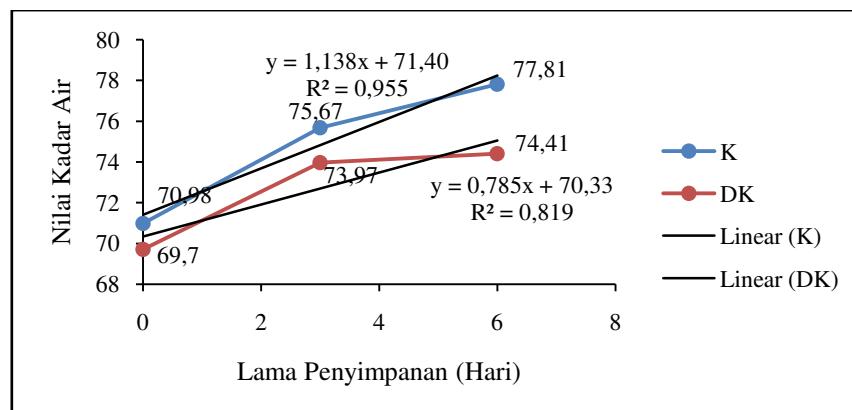 80
78
76
74
72
70
68
Nilai Kadar Air
y = 1,138x + 71,40
R² = 0,955
77,81
75,67
74,41
73,97
70,98
69,7
y = 0,785x + 70,33
R² = 0,819
K
DK
Linear (K)
Linear (DK)
0 2 4 6 8
Lama Penyimpanan (Hari)